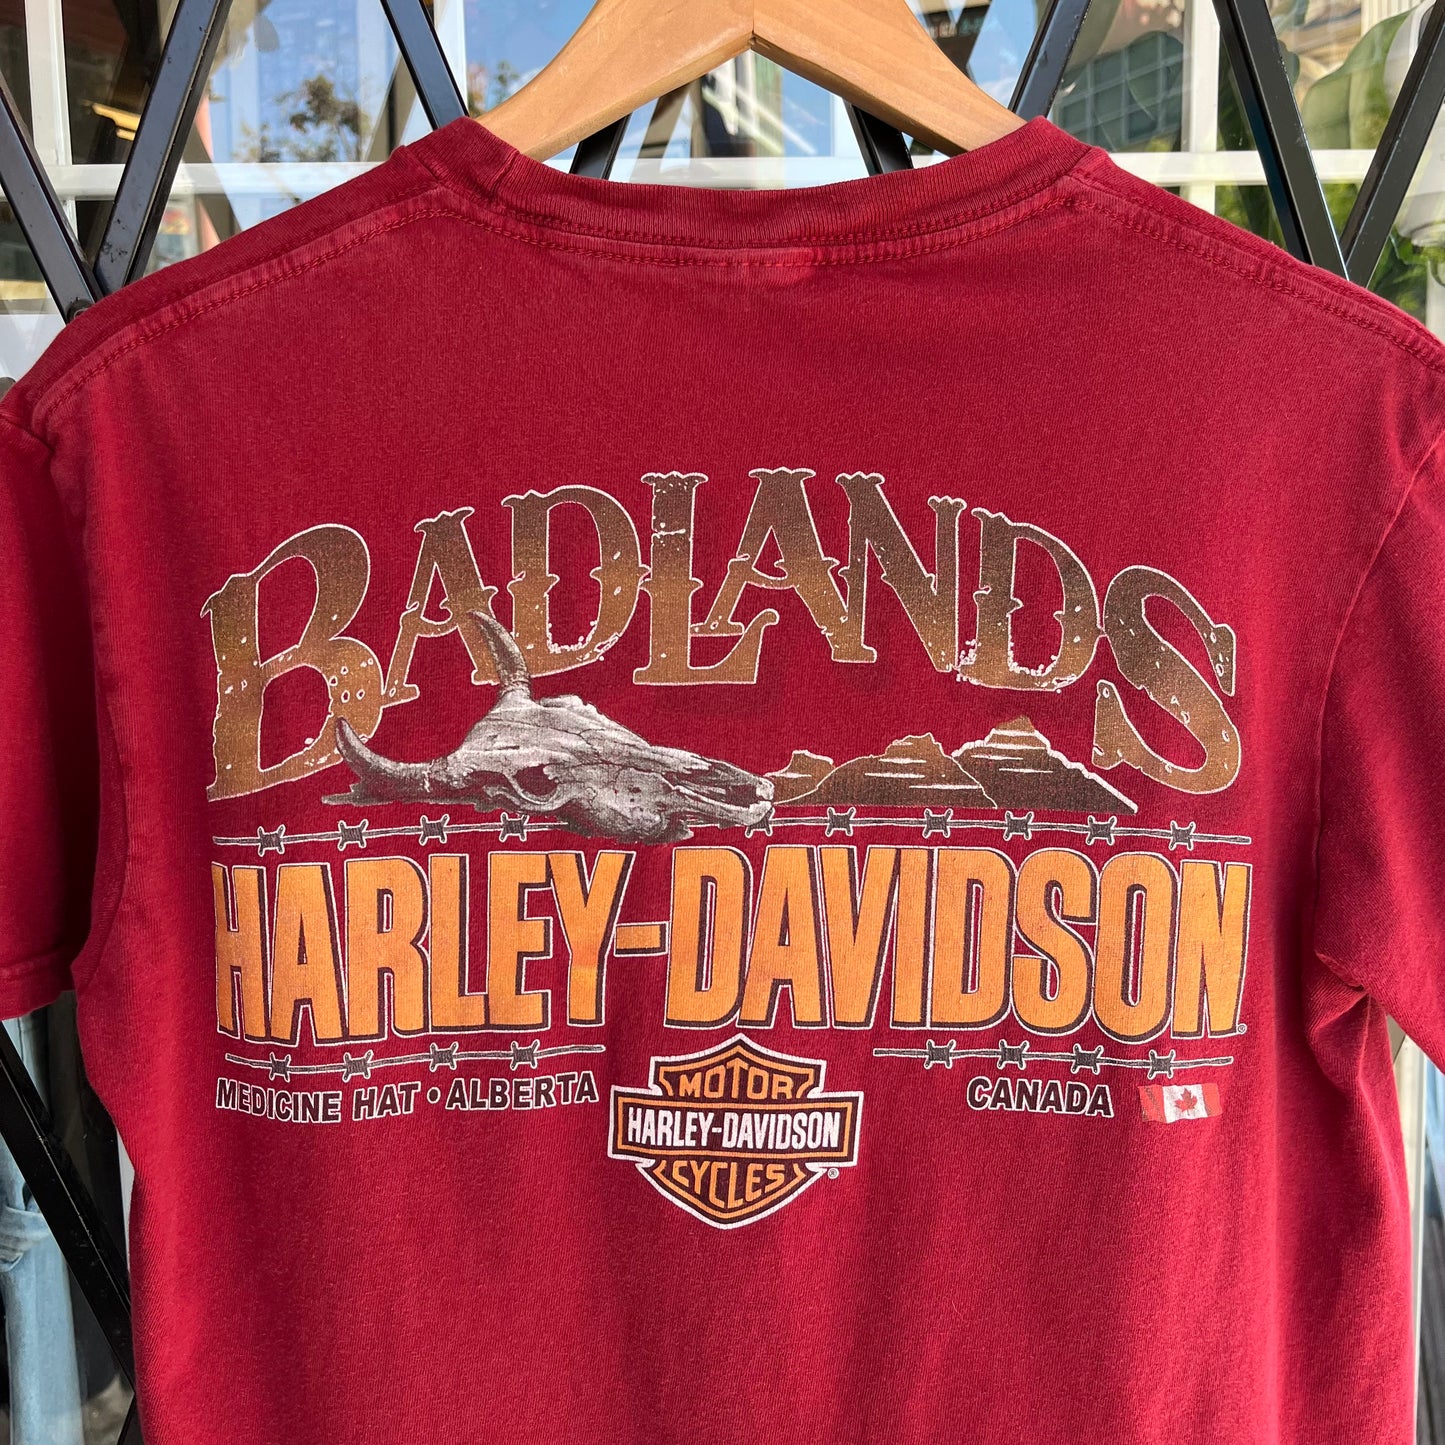 BADLANDS
HARLEY-DAVIDSON®
MEDICINE HAT • ALBERTA
CANADA
MOTOR
HARLEY-DAVIDSON
CYCLES ®